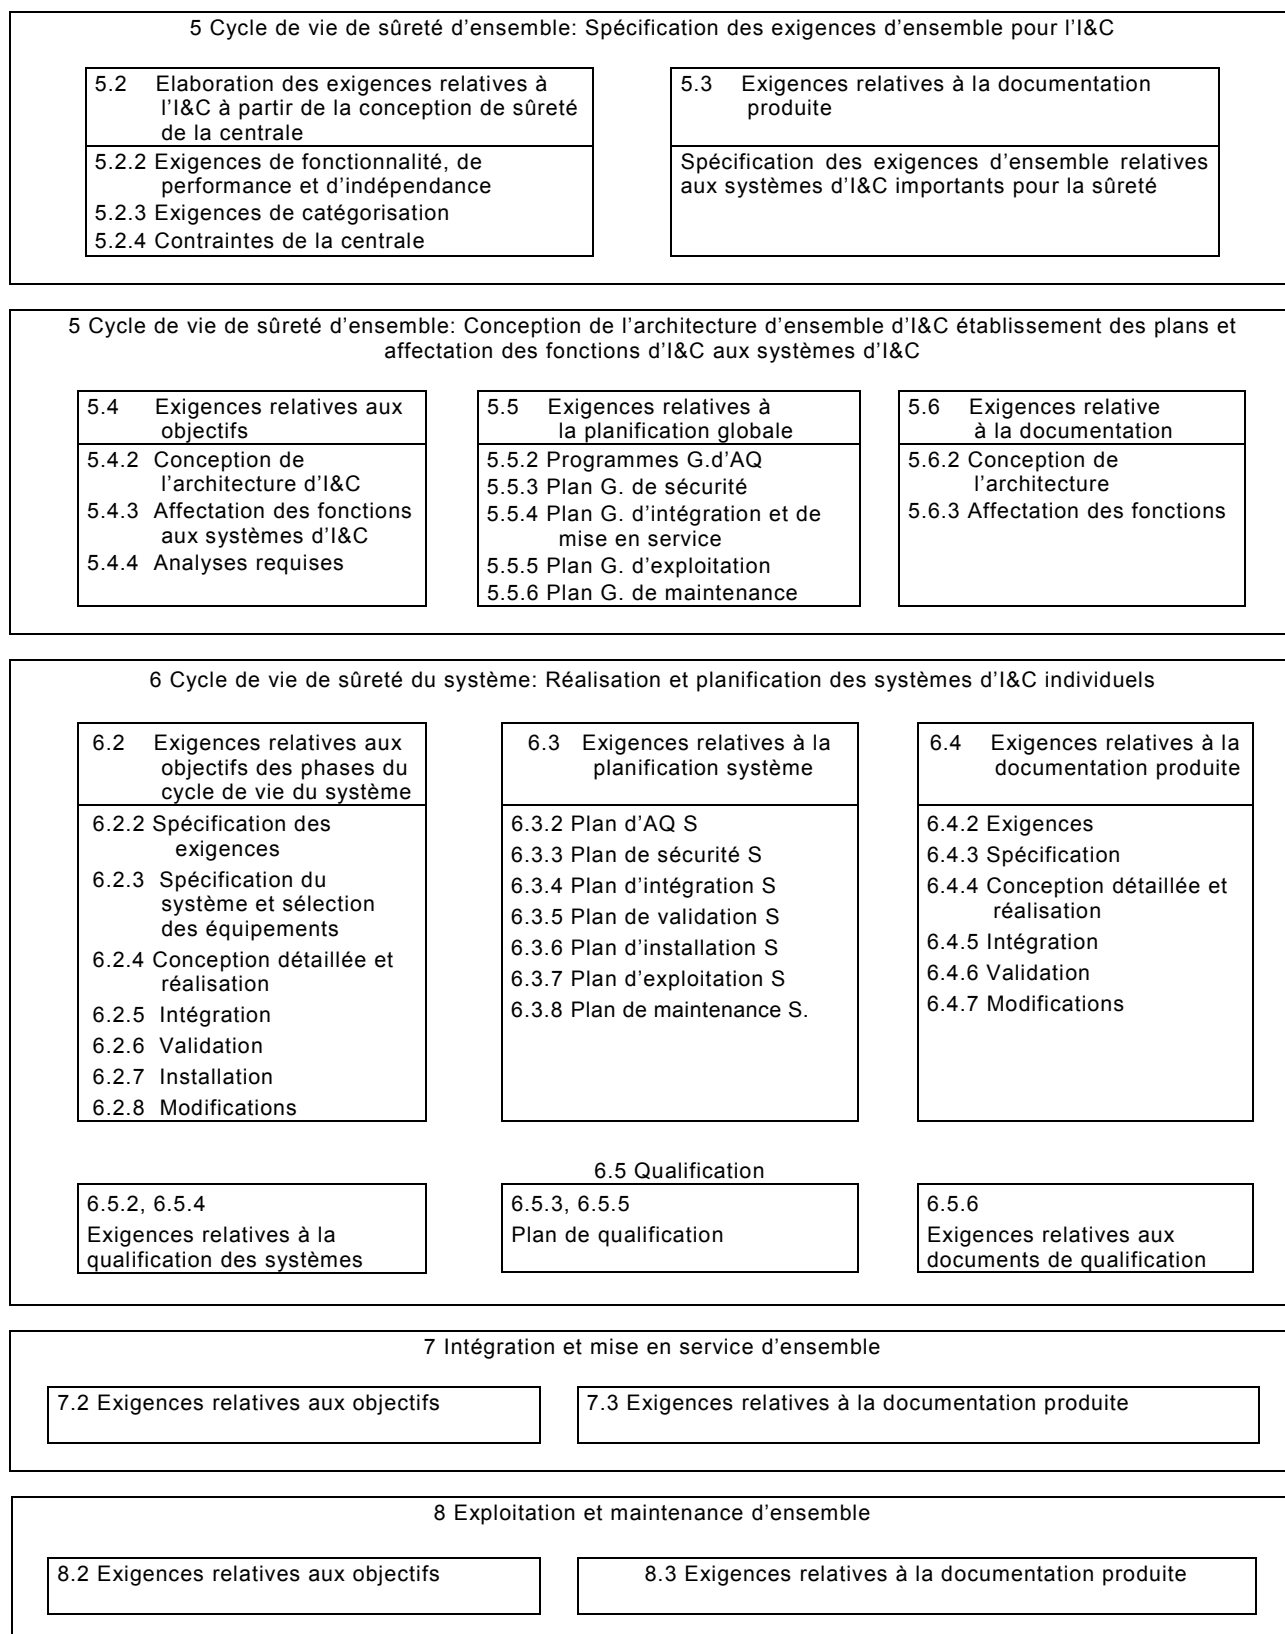 5 Cycle de vie de sûreté d'ensemble: Spécification des exigences d'ensemble pour l'I&C
5.2 Elaboration des exigences relatives à
l'I&C à partir de la conception de sûreté
de la centrale
5.2.2 Exigences de fonctionnalité, de
performance et d'indépendance
5.2.3 Exigences de catégorisation
5.2.4 Contraintes de la centrale
5.3 Exigences relatives à la documentation
produite
Spécification des exigences d'ensemble relatives
aux systèmes d'I&C importants pour la sûreté
5 Cycle de vie de sûreté d'ensemble: Conception de l'architecture d'ensemble d'I&C établissement des plans et
affectation des fonctions d'I&C aux systèmes d'I&C
5.4 Exigences relatives aux
objectifs
5.4.2 Conception de
l'architecture d'I&C
5.4.3 Affectation des fonctions
aux systèmes d'I&C
5.4.4 Analyses requises
5.5 Exigences relatives à
la planification globale
5.5.2 Programmes G.d'AQ
5.5.3 Plan G. de sécurité
5.5.4 Plan G. d'intégration et de
mise en service
5.5.5 Plan G. d'exploitation
5.5.6 Plan G. de maintenance
5.6 Exigences relative
à la documentation
5.6.2 Conception de
l'architecture
5.6.3 Affectation des fonctions
6 Cycle de vie de sûreté du système: Réalisation et planification des systèmes d'I&C individuels
6.2 Exigences relatives aux
objectifs des phases du
cycle de vie du système
6.2.2 Spécification des
exigences
6.2.3 Spécification du
système et sélection
des équipements
6.2.4 Conception détaillée et
réalisation
6.2.5 Intégration
6.2.6 Validation
6.2.7 Installation
6.2.8 Modifications
6.3 Exigences relatives à la
planification système
6.3.2 Plan d'AQ S
6.3.3 Plan de sécurité S
6.3.4 Plan d'intégration S
6.3.5 Plan de validation S
6.3.6 Plan d'installation S
6.3.7 Plan d'exploitation S
6.3.8 Plan de maintenance S.
6.4 Exigences relatives à la
documentation produite
6.4.2 Exigences
6.4.3 Spécification
6.4.4 Conception détaillée et
réalisation
6.4.5 Intégration
6.4.6 Validation
6.4.7 Modifications
6.5 Qualification
6.5.2, 6.5.4
Exigences relatives à la
qualification des systèmes
6.5.3, 6.5.5
Plan de qualification
6.5.6
Exigences relatives aux
documents de qualification
7 Intégration et mise en service d'ensemble
7.2 Exigences relatives aux objectifs
7.3 Exigences relatives à la documentation produite
8 Exploitation et maintenance d'ensemble
8.2 Exigences relatives aux objectifs
8.3 Exigences relatives à la documentation produite